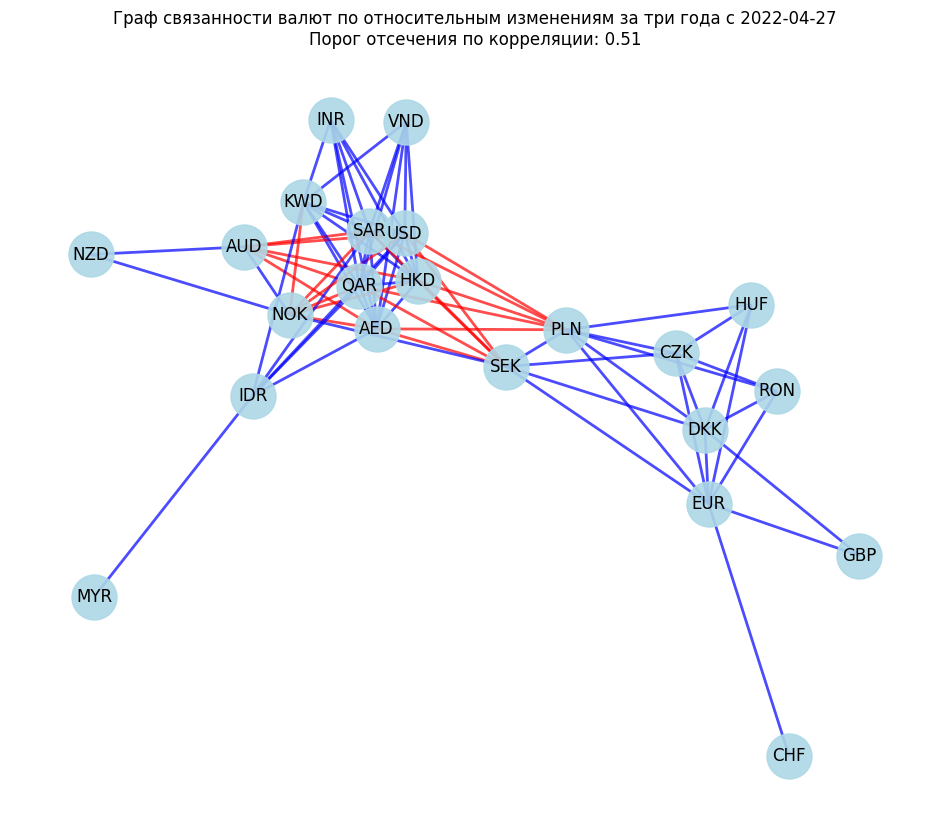 Граф связанности валют по относительным изменениям за три года с 2022-04-27
Порог отсечения по корреляции: 0.51
INR
VND
KWD
SAR
USD
AUD
NZD
QAR
HKD
NOK
AED
HUF
PLN
CZK
SEK
RON
IDR
DKK
EUR
GBP
MYR
CHF